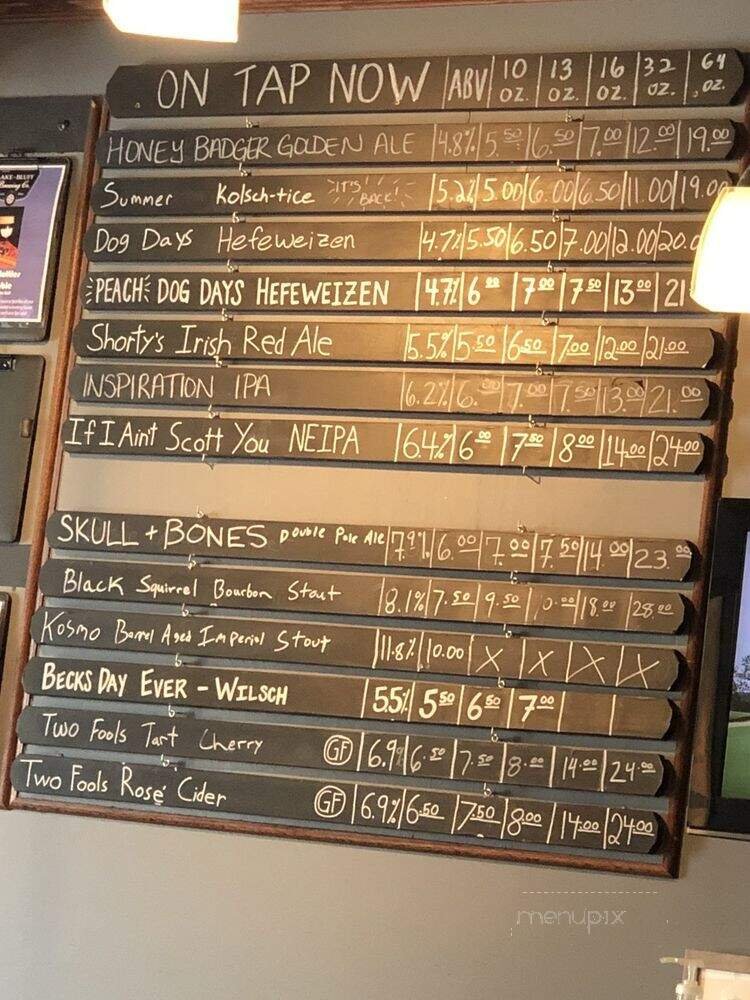 ON TAP NOW ABV 10 OZ. 13 OZ. 16 OZ. 32 OZ. 64 OZ.
HONEY BADGER GOLDEN ALE 4.8% 5.50 6.50 7.00 12.00 19.00
Summer Kolsch-tice IT'S BACK! 5.2% 5.00 6.00 6.50 11.00 19.00
Dog Days Hefeweizen 4.7% 5.50 6.50 7.00 12.00 20.0
PEACH DOG DAYS HEFEWEIZEN 4.7% 6.00 7.00 7.50 13.00 21
Shorty's Irish Red Ale 5.5% 5.50 6.50 7.00 12.00 21.00
INSPIRATION IPA 6.2% 6.50 7.00 7.50 13.00 21.00
If I Ain't Scott You NEIPA 6.4% 6.00 7.50 8.00 14.00 24.00
SKULL + BONES Double Pale Ale 7.9% 6.00 7.00 7.50 14.00 23.00
Black Squirrel Bourbon Stout 8.1% 7.50 9.50 18.00 28.00
Kosmo Barrel Aged Imperial Stout 11.8% 10.00 X X X X
BECKS DAY EVER - WILSCH 5.5% 5.50 6.50 7.00
Two Fools Tart Cherry GF 6.9% 6.50 7.50 8.00 14.00 24.00
Two Fools Rosé Cider GF 6.9% 6.50 7.50 8.00 14.00 24.00
menupix